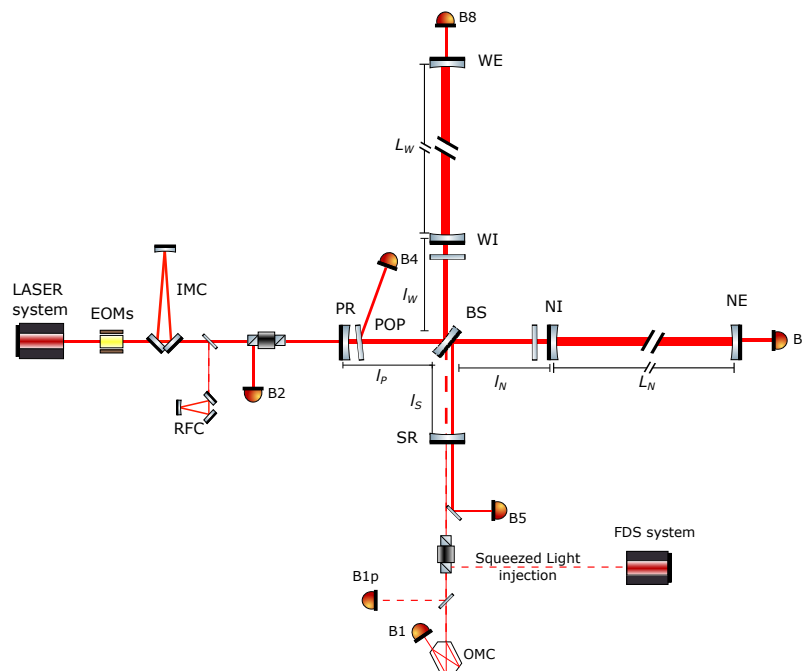 B8
WE
L_W
WI
B4
l_W
LASER
system
EOMs
IMC
PR
POP
BS
NI
NE
B
B2
RFC
l_P
l_S
l_N
L_N
SR
B5
FDS system
Squeezed Light
injection
B1p
B1
OMC